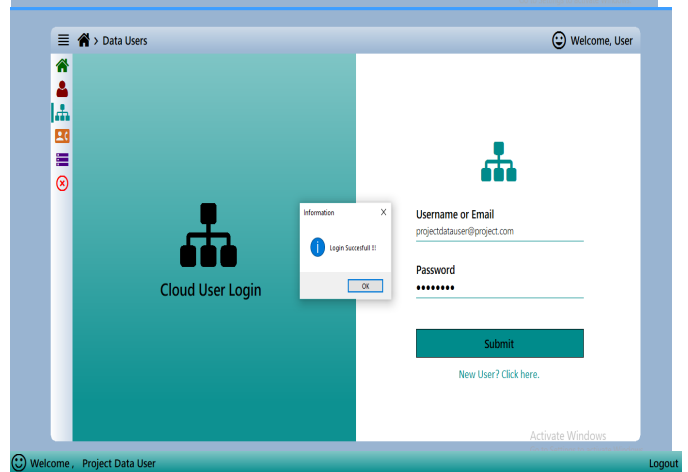 > Data Users
Welcome, User
Cloud User Login
Information X
Login Succesfull !!!
OK
Username or Email
projectdatauser@project.com
Password
••••••••
Submit
New User? Click here.
Activate Windows
Welcome , Project Data User
Logout